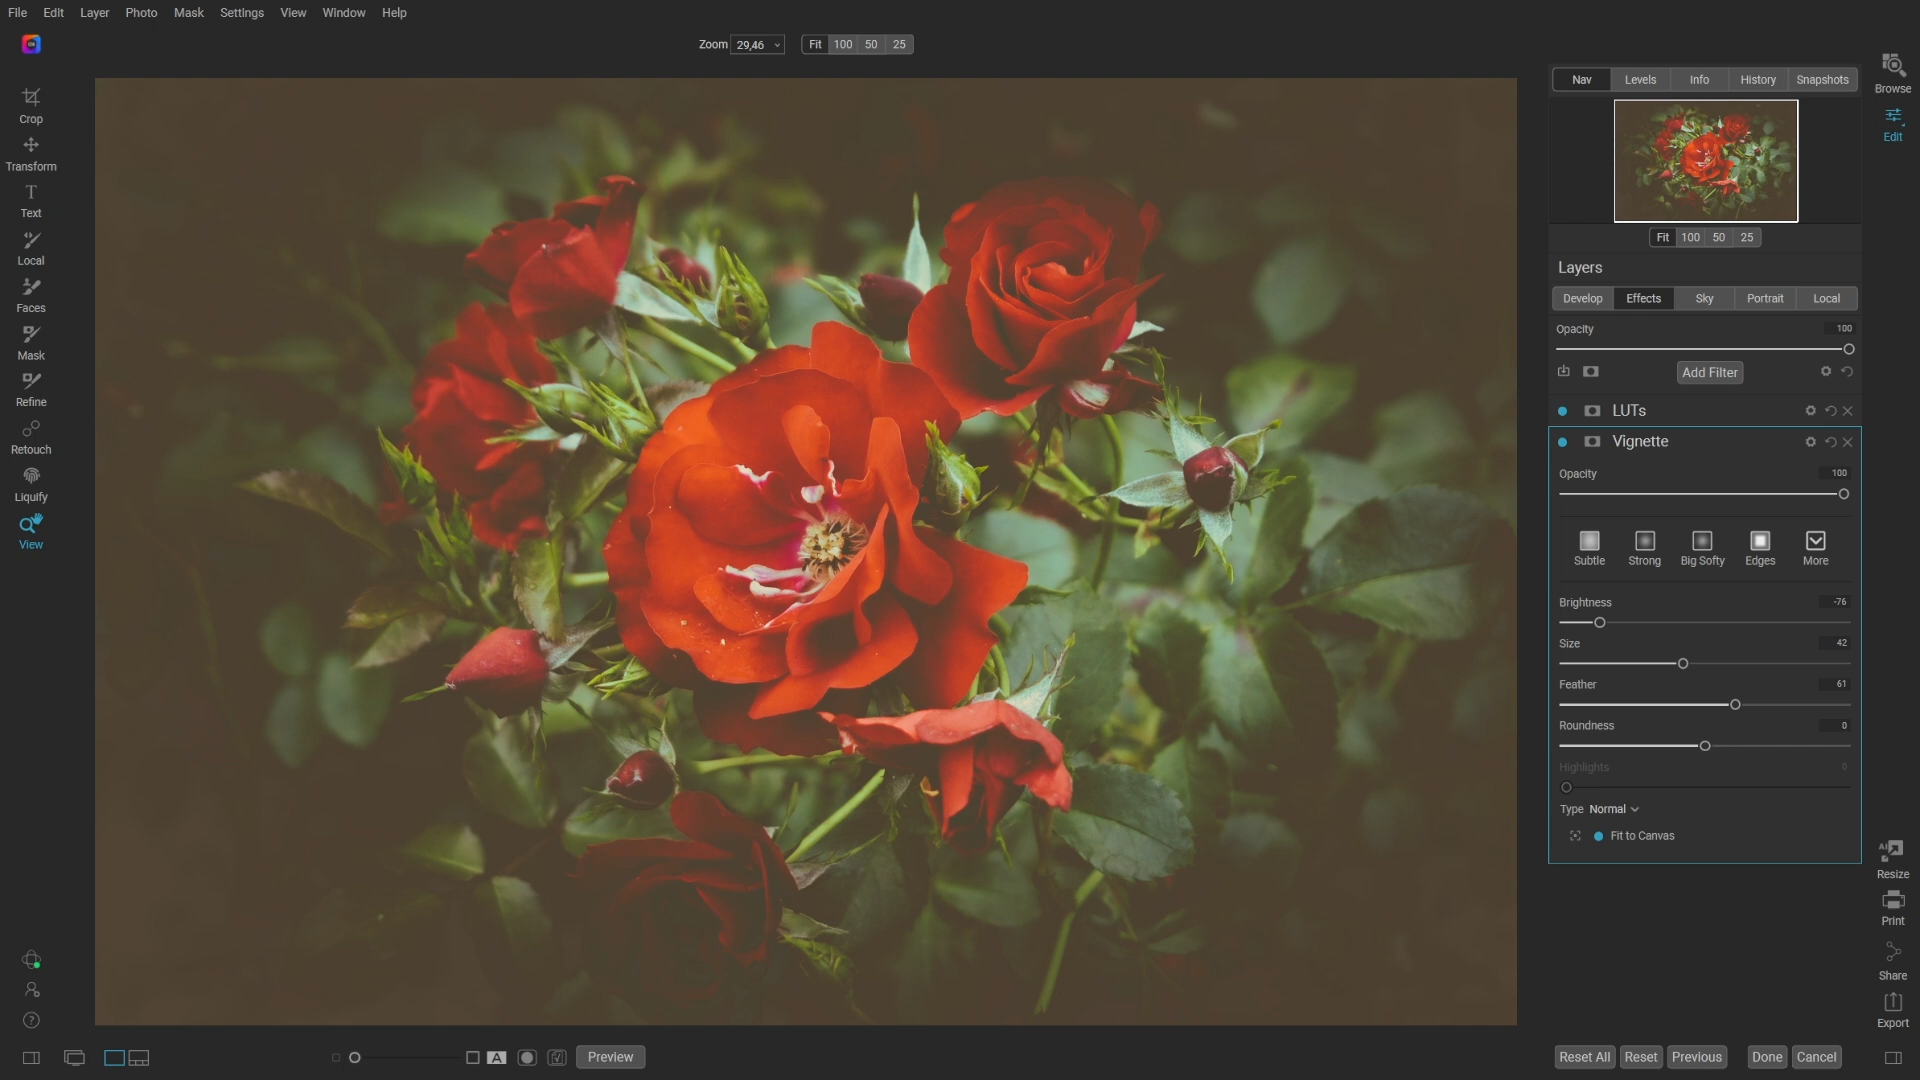 File Edit Layer Photo Mask Settings View Window Help
Zoom 29,46 Fit 100 50 25
Crop
Transform
Text
Local
Faces
Mask
Refine
Retouch
Liquify
View
Nav Levels Info History Snapshots
Fit 100 50 25
Layers
Develop Effects Sky Portrait Local
Opacity 100
Add Filter
LUTs
Vignette
Opacity 100
Subtle Strong Big Softy Edges More
Brightness -76
Size 42
Feather 61
Roundness 0
Highlights 0
Type Normal
Fit to Canvas
Browse
Edit
Resize
Print
Share
Export
A Preview
Reset All Reset Previous Done Cancel